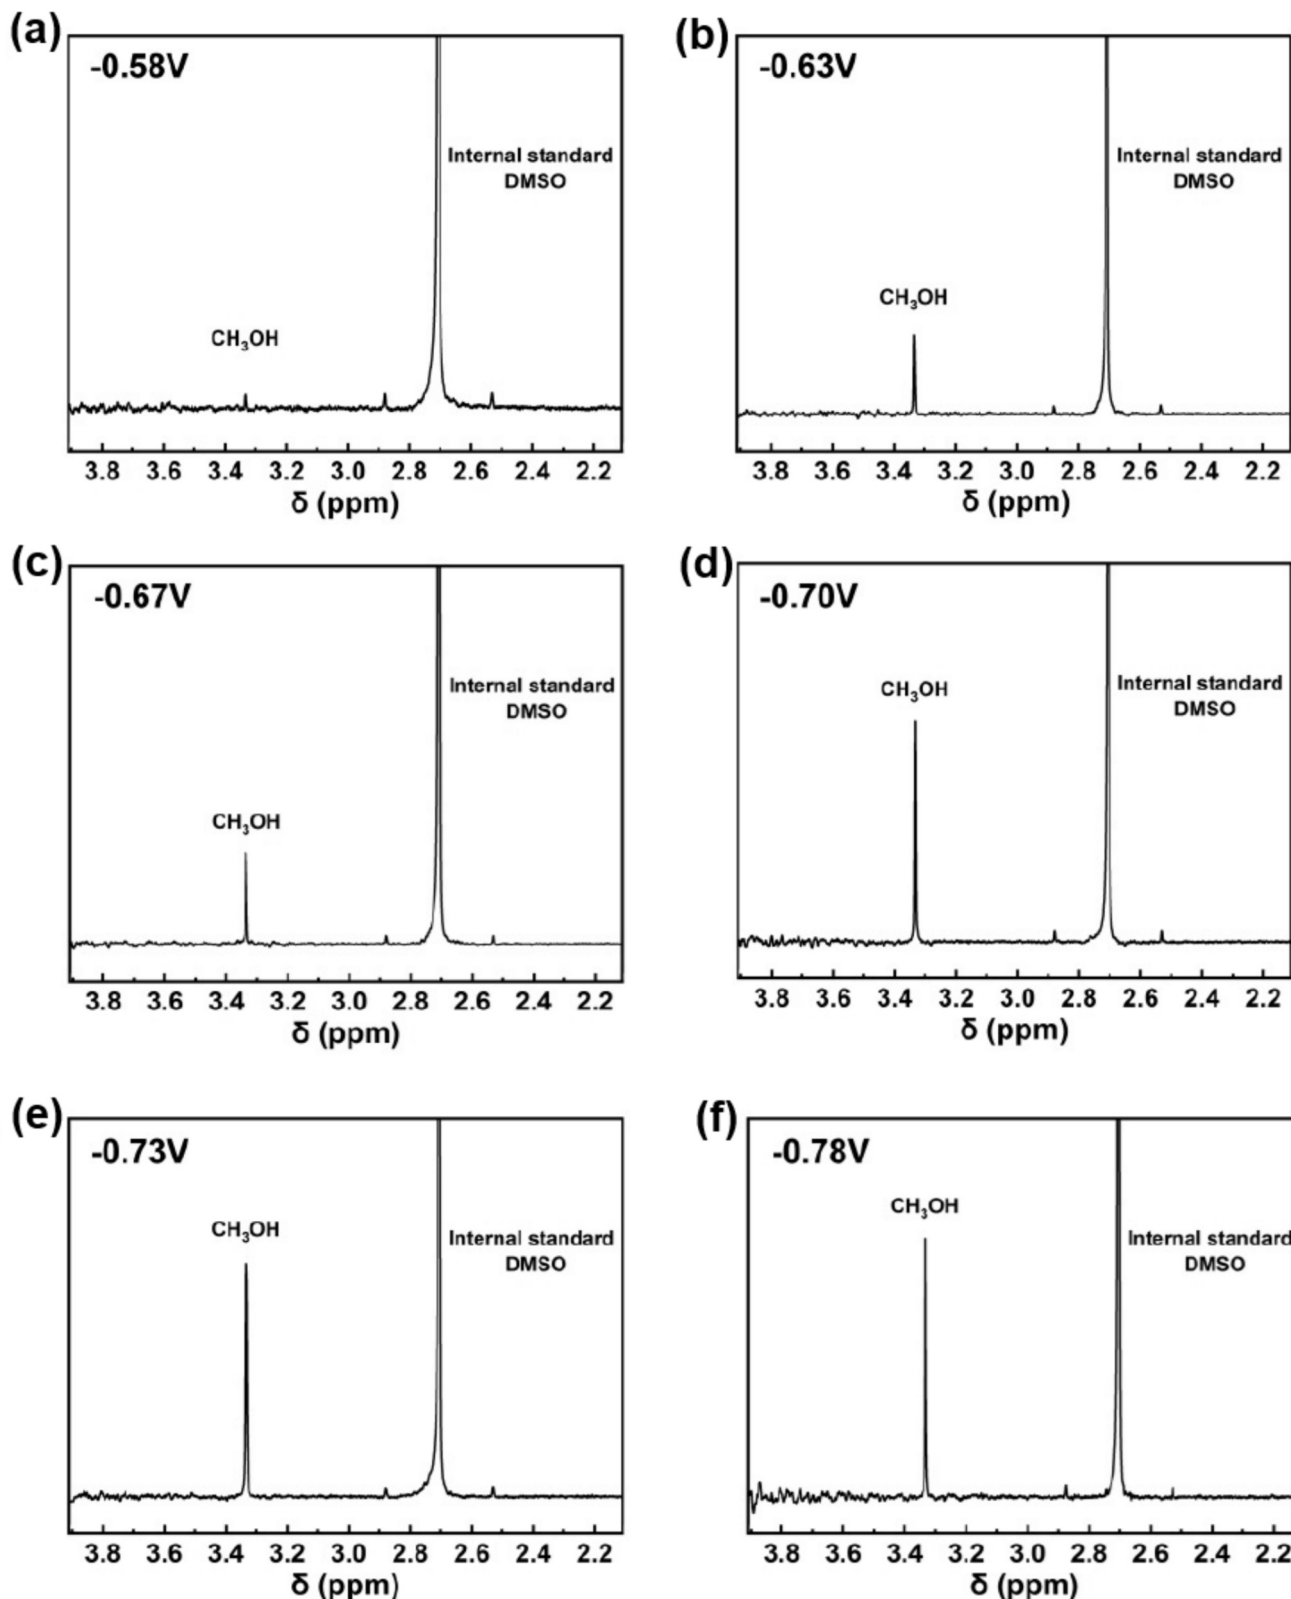 (a)
-0.58V
Internal standard
DMSO
CH₃OH
3.8 3.6 3.4 3.2 3.0 2.8 2.6 2.4 2.2
δ (ppm)
(b)
-0.63V
Internal standard
DMSO
CH₃OH
3.8 3.6 3.4 3.2 3.0 2.8 2.6 2.4 2.2
δ (ppm)
(c)
-0.67V
Internal standard
DMSO
CH₃OH
3.8 3.6 3.4 3.2 3.0 2.8 2.6 2.4 2.2
δ (ppm)
(d)
-0.70V
Internal standard
DMSO
CH₃OH
3.8 3.6 3.4 3.2 3.0 2.8 2.6 2.4 2.2
δ (ppm)
(e)
-0.73V
CH₃OH
Internal standard
DMSO
3.8 3.6 3.4 3.2 3.0 2.8 2.6 2.4 2.2
δ (ppm)
(f)
-0.78V
CH₃OH
Internal standard
DMSO
3.8 3.6 3.4 3.2 3.0 2.8 2.6 2.4 2.2
δ (ppm)